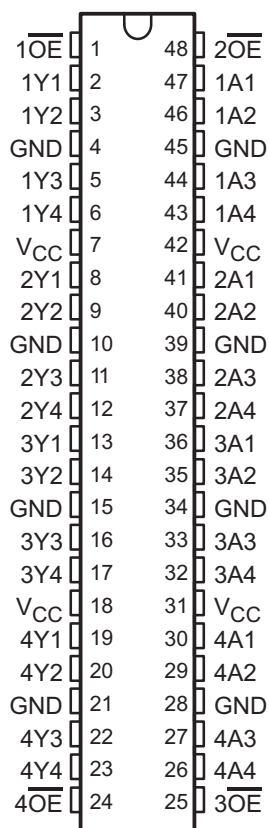 1O̅E̅ 1 48 2O̅E̅
1Y1 2 47 1A1
1Y2 3 46 1A2
GND 4 45 GND
1Y3 5 44 1A3
1Y4 6 43 1A4
VCC 7 42 VCC
2Y1 8 41 2A1
2Y2 9 40 2A2
GND 10 39 GND
2Y3 11 38 2A3
2Y4 12 37 2A4
3Y1 13 36 3A1
3Y2 14 35 3A2
GND 15 34 GND
3Y3 16 33 3A3
3Y4 17 32 3A4
VCC 18 31 VCC
4Y1 19 30 4A1
4Y2 20 29 4A2
GND 21 28 GND
4Y3 22 27 4A3
4Y4 23 26 4A4
4O̅E̅ 24 25 3O̅E̅